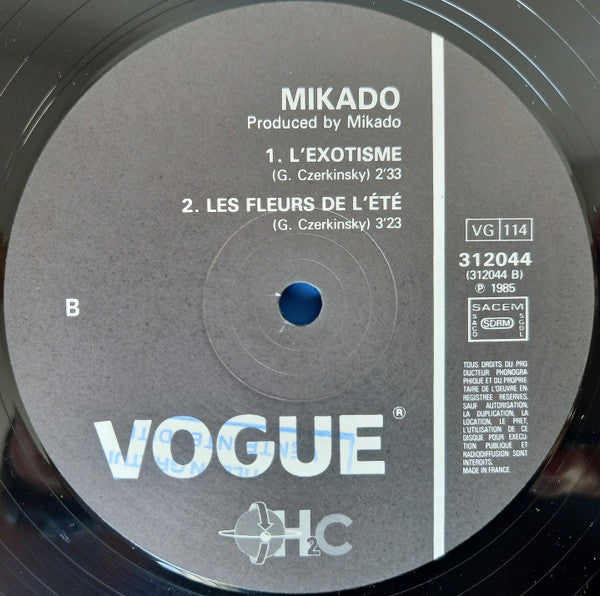 MIKADO
Produced by Mikado
1. L'EXOTISME
(G. Czerkinsky) 2'33
2. LES FLEURS DE L'ÉTÉ
(G. Czerkinsky) 3'23
B
VG 114
312044
(312044 B)
℗ 1985
SACEM
SACD SDRM SGDL
TOUS DROITS DU PRO-
DUCTEUR PHONOGRA-
PHIQUE ET DU PROPRIE-
TAIRE DE L'OEUVRE EN-
REGISTREE RESERVES.
SAUF AUTORISATION,
LA DUPLICATION, LA
LOCATION, LE PRET,
L'UTILISATION DE CE
DISQUE POUR EXECU-
TION PUBLIQUE ET
RADIODIFFUSION SONT
INTERDITS.
MADE IN FRANCE.
VOGUE®
H2C